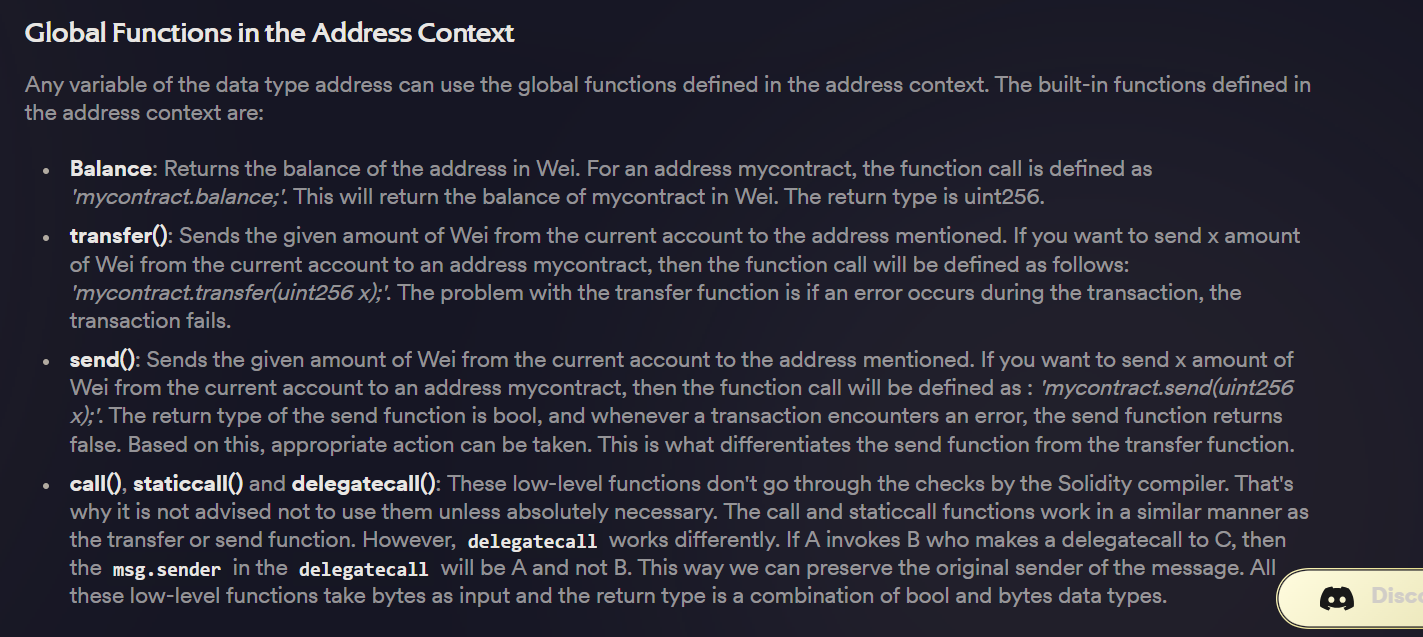 Global Functions in the Address Context
Any variable of the data type address can use the global functions defined in the address context. The built-in functions defined in
the address context are:
• Balance: Returns the balance of the address in Wei. For an address mycontract, the function call is defined as
'mycontract.balance;'. This will return the balance of mycontract in Wei. The return type is uint256.
• transfer(): Sends the given amount of Wei from the current account to the address mentioned. If you want to send x amount
of Wei from the current account to an address mycontract, then the function call will be defined as follows:
'mycontract.transfer(uint256 x);'. The problem with the transfer function is if an error occurs during the transaction, the
transaction fails.
• send(): Sends the given amount of Wei from the current account to the address mentioned. If you want to send x amount of
Wei from the current account to an address mycontract, then the function call will be defined as : 'mycontract.send(uint256
x);'. The return type of the send function is bool, and whenever a transaction encounters an error, the send function returns
false. Based on this, appropriate action can be taken. This is what differentiates the send function from the transfer function.
• call(), staticcall() and delegatecall(): These low-level functions don't go through the checks by the Solidity compiler. That's
why it is not advised not to use them unless absolutely necessary. The call and staticcall functions work in a similar manner as
the transfer or send function. However, delegatecall works differently. If A invokes B who makes a delegatecall to C, then
the msg.sender in the delegatecall will be A and not B. This way we can preserve the original sender of the message. All
these low-level functions take bytes as input and the return type is a combination of bool and bytes data types.